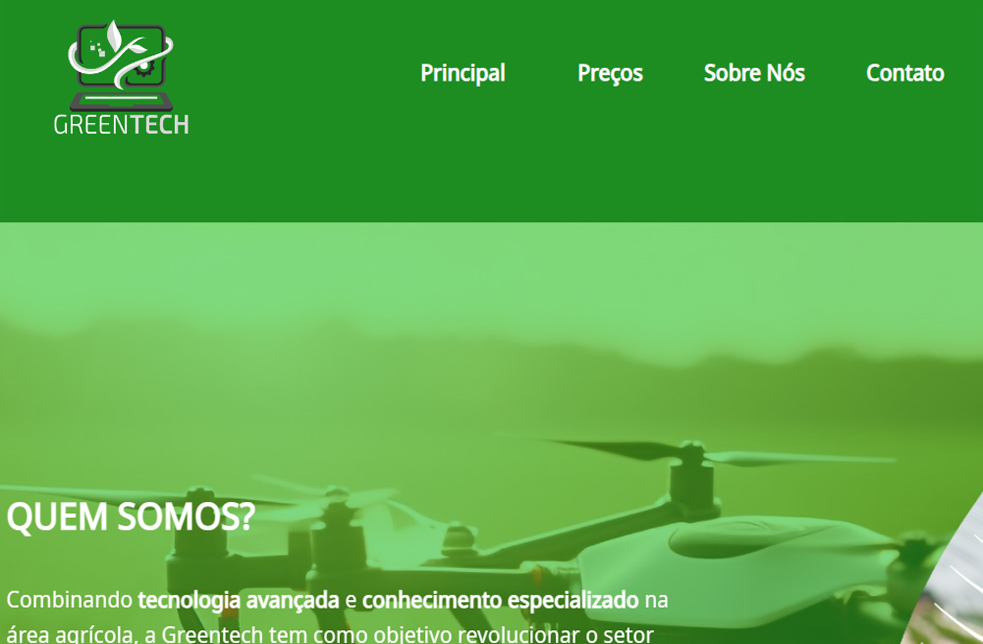 GREENTECH
Principal
Preços
Sobre Nós
Contato
QUEM SOMOS?
Combinando tecnologia avançada e conhecimento especializado na
área agrícola, a Greentech tem como objetivo revolucionar o setor